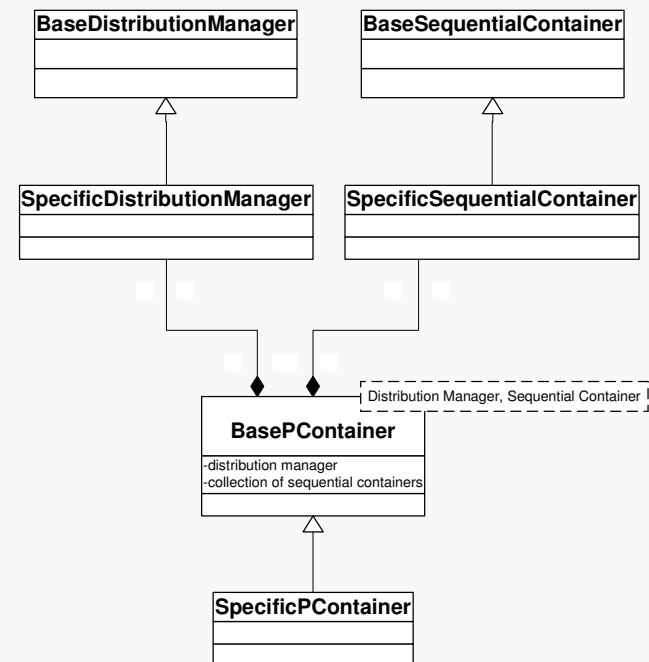 BaseDistributionManager
BaseSequentialContainer
SpecificDistributionManager
SpecificSequentialContainer
Distribution Manager, Sequential Container
BasePContainer
-distribution manager
-collection of sequential containers
SpecificPContainer